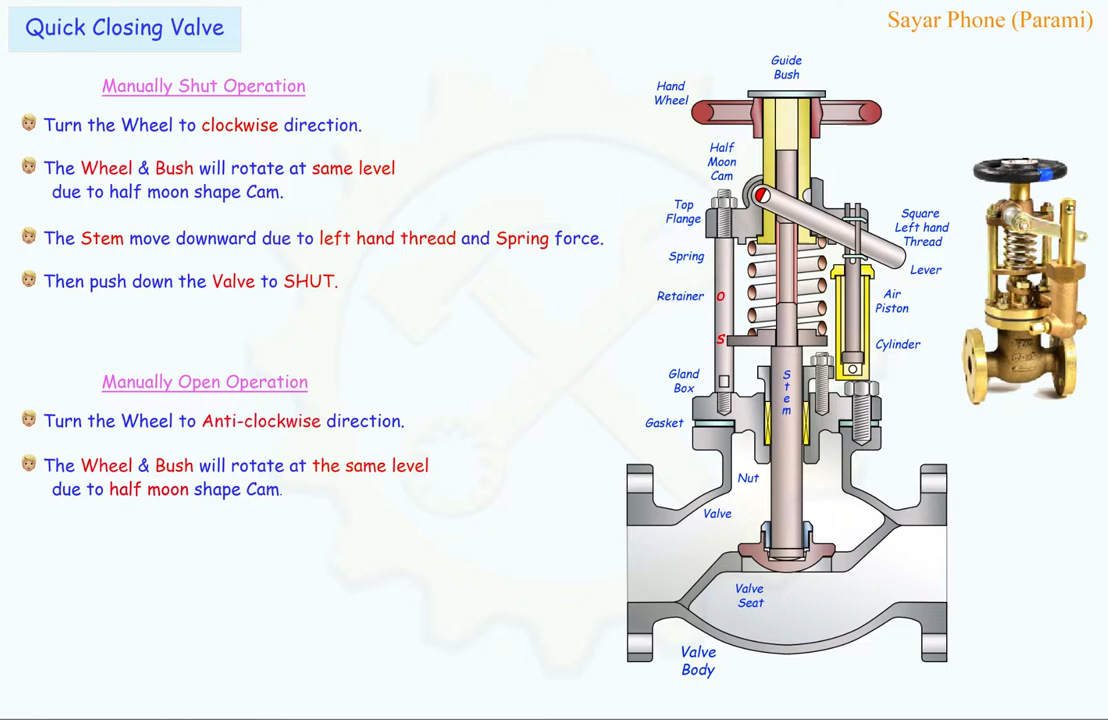 Quick Closing Valve
Sayar Phone (Parami)
Manually Shut Operation
Turn the Wheel to clockwise direction.
The Wheel & Bush will rotate at same level
due to half moon shape Cam.
The Stem move downward due to left hand thread and Spring force.
Then push down the Valve to SHUT.
Manually Open Operation
Turn the Wheel to Anti-clockwise direction.
The Wheel & Bush will rotate at the same level
due to half moon shape Cam.
Guide
Bush
Hand
Wheel
Half
Moon
Cam
Top
Flange
Square
Left hand
Thread
Spring
Lever
Retainer
O
Air
Piston
S
Cylinder
Gland
Box
Stem
Gasket
Nut
Valve
Valve
Seat
Valve
Body